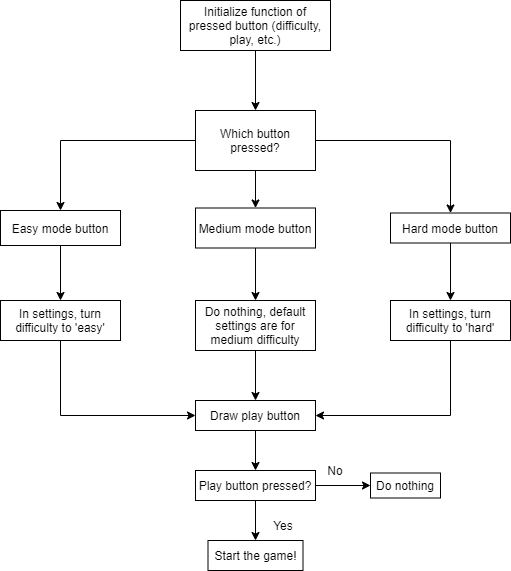 Initialize function of
pressed button (difficulty,
play, etc.)
Which button
pressed?
Easy mode button
Medium mode button
Hard mode button
In settings, turn
difficulty to 'easy'
Do nothing, default
settings are for
medium difficulty
In settings, turn
difficulty to 'hard'
Draw play button
Play button pressed?
No
Do nothing
Yes
Start the game!